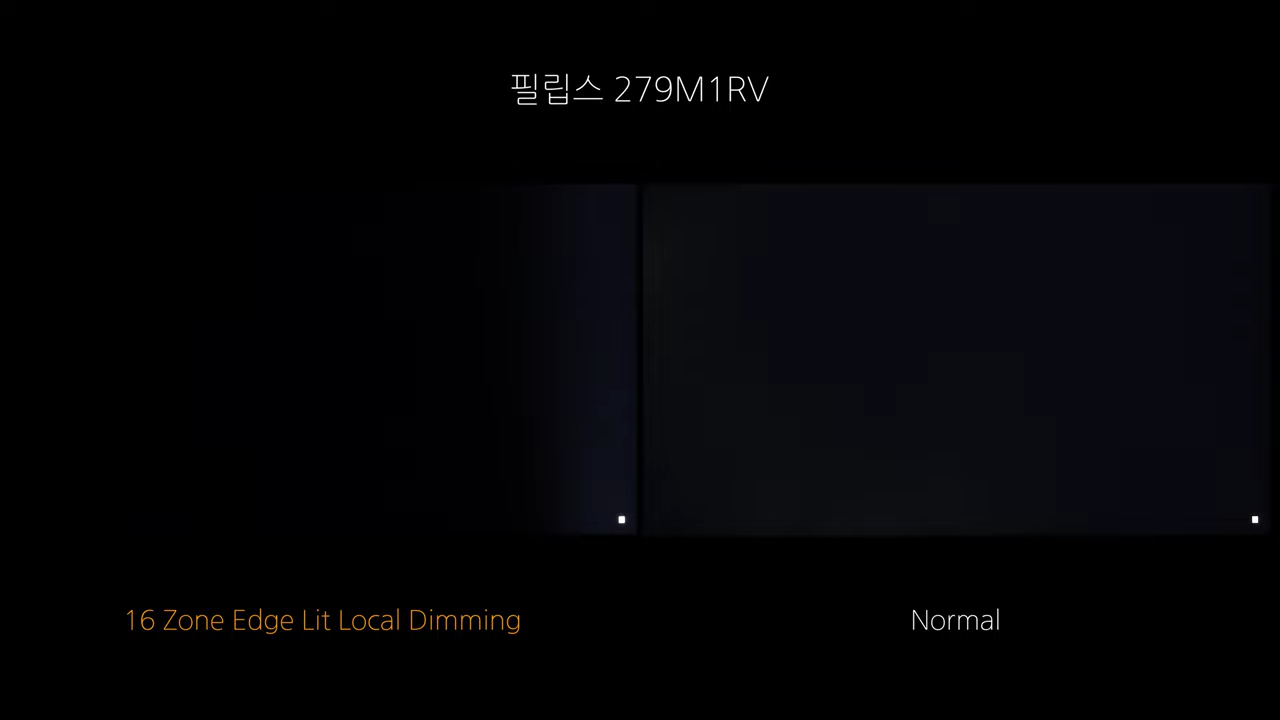 필립스 279M1RV
16 Zone Edge Lit Local Dimming
Normal